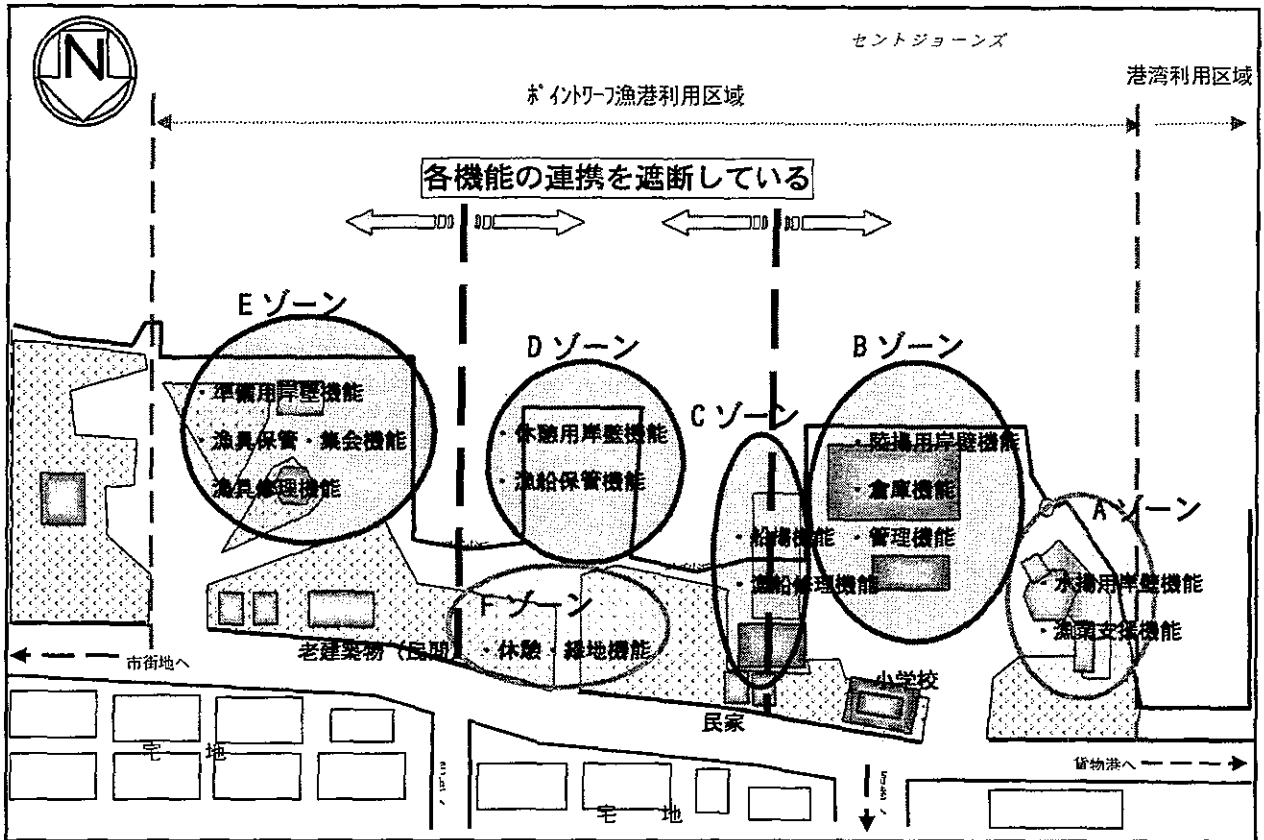 N
セントジョーンズ
港湾利用区域
ポイントワーフ漁港利用区域
各機能の連携を遮断している
Eゾーン
・準備用岸壁機能
・漁具保管・集会機能
・漁具修理機能
Dゾーン
・休憩用岸壁機能
・漁船保管機能
Cゾーン
・船揚機能
・漁船修理機能
Bゾーン
・陸揚用岸壁機能
・倉庫機能
・管理機能
Aゾーン
・水揚用岸壁機能
・漁業支援機能
Fゾーン
・休憩・緑地機能
老建築物（民間）
小学校
民家
市街地へ
貨物港へ
宅 地
宅 地